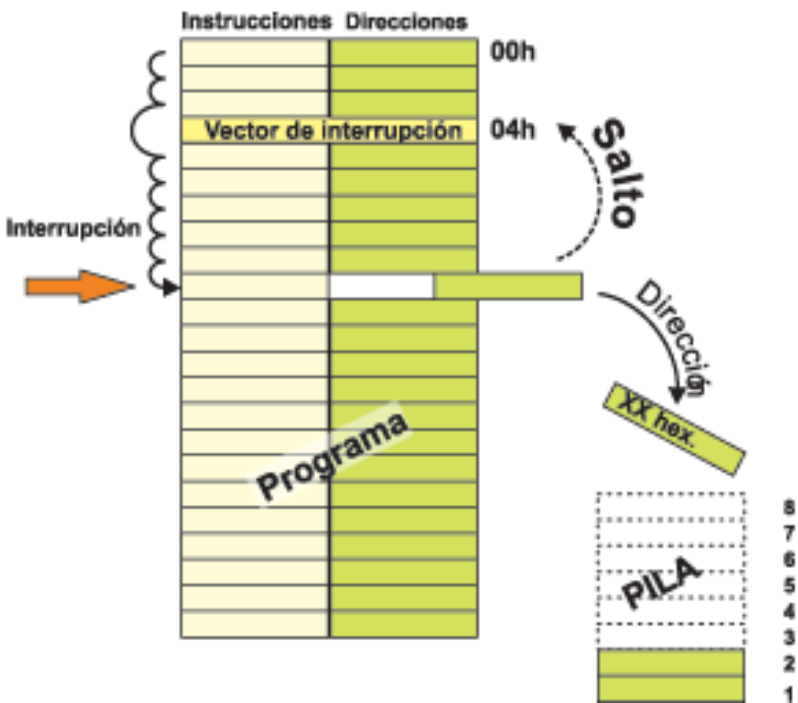 Instrucciones Direcciones
00h
Vector de interrupción 04h
Salto
Interrupción
Dirección
XX hex.
Programa
8
7
6
PILA
5
4
3
2
1